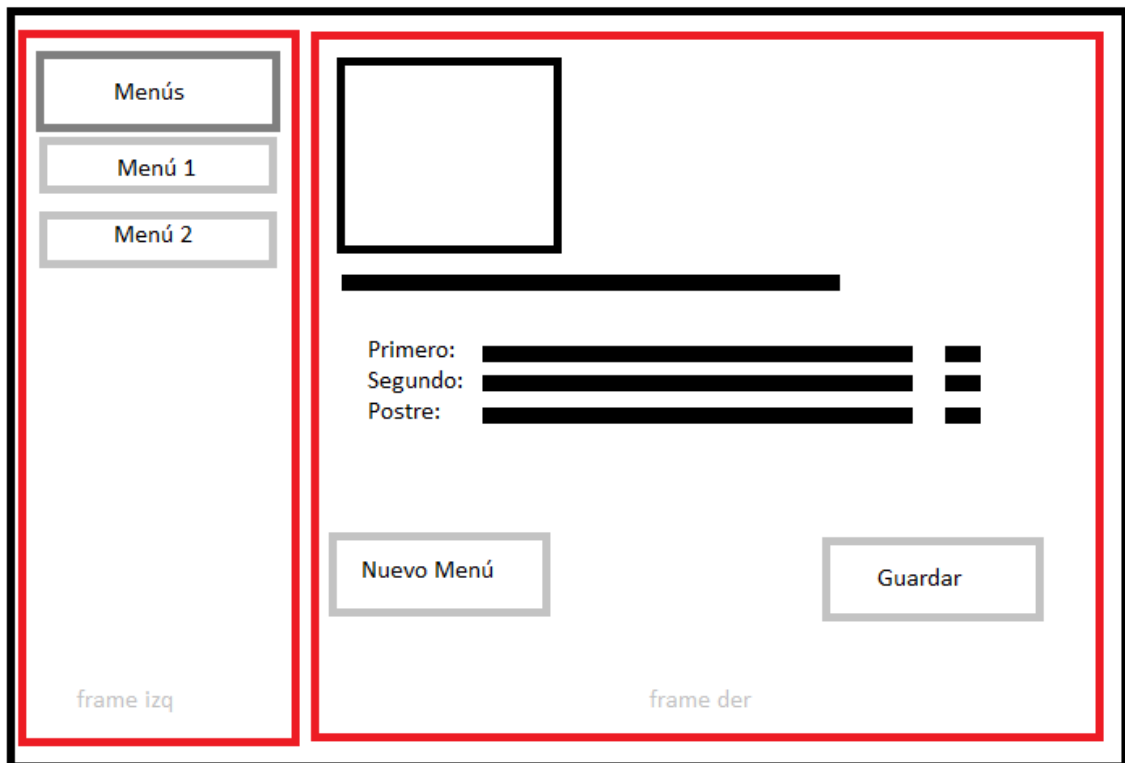 Menús
Menú 1
Menú 2
frame izq
Primero:
Segundo:
Postre:
Nuevo Menú
Guardar
frame der